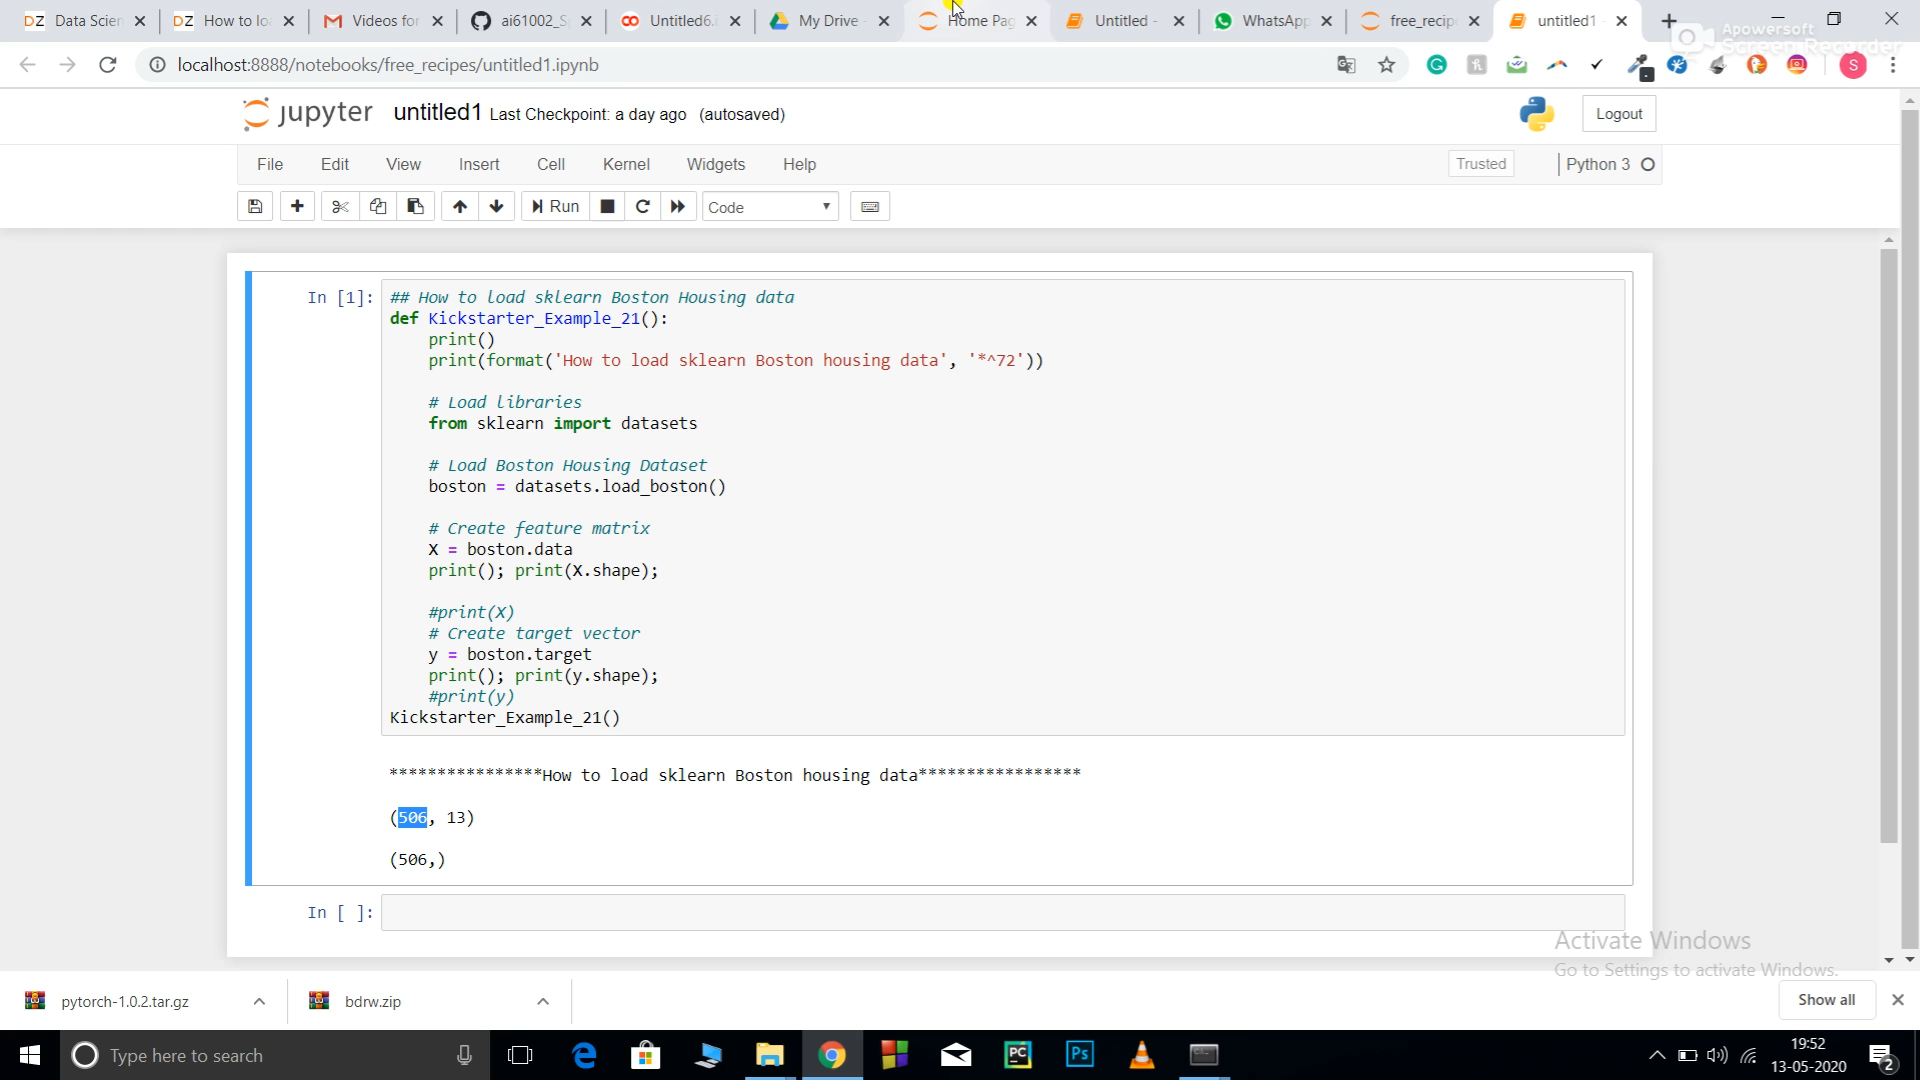 DZ Data Scien
DZ How to lo
Videos for
ai61002_S
Untitled6.i
My Drive -
Home Pag
Untitled -
WhatsApp
free_recip
untitled1 -
Apowersoft
Screen Recorder
localhost:8888/notebooks/free_recipes/untitled1.ipynb
S
jupyter untitled1 Last Checkpoint: a day ago (autosaved)
Logout
File Edit View Insert Cell Kernel Widgets Help
Trusted
Python 3
Run
Code
In [1]:
## How to load sklearn Boston Housing data
def Kickstarter_Example_21():
print()
print(format('How to load sklearn Boston housing data', '*^72'))
# Load libraries
from sklearn import datasets
# Load Boston Housing Dataset
boston = datasets.load_boston()
# Create feature matrix
X = boston.data
print(); print(X.shape);
#print(X)
# Create target vector
y = boston.target
print(); print(y.shape);
#print(y)
Kickstarter_Example_21()
****************How to load sklearn Boston housing data*****************
(506, 13)
(506,)
In [ ]:
Activate Windows
Go to Settings to activate Windows.
pytorch-1.0.2.tar.gz
bdrw.zip
Show all
Type here to search
PC
Ps
19:52
13-05-2020
2